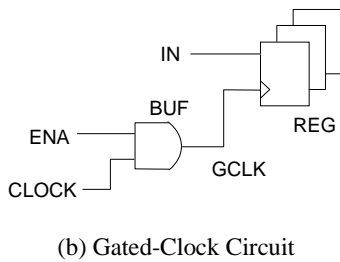 IN
BUF
REG
ENA
GCLK
CLOCK
(b) Gated-Clock Circuit